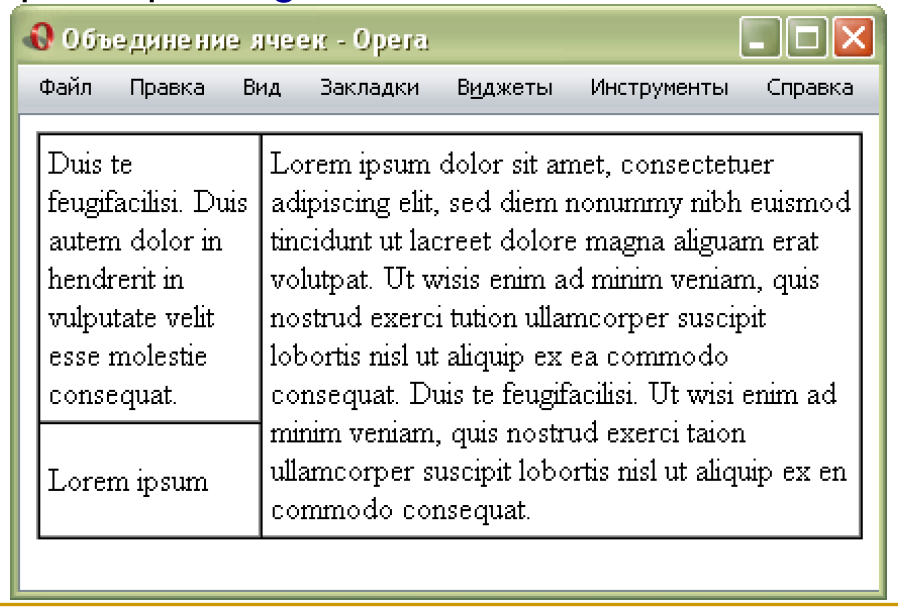 Объединение ячеек - Opera
Файл Правка Вид Закладки Виджеты Инструменты Справка
Duis te
feugifacilisi. Duis
autem dolor in
hendrerit in
vulputate velit
esse molestie
consequat.
Lorem ipsum
Lorem ipsum dolor sit amet, consectetuer
adipiscing elit, sed diem nonummy nibh euismod
tincidunt ut lacreet dolore magna aliguam erat
volutpat. Ut wisis enim ad minim veniam, quis
nostrud exerci tution ullamcorper suscipit
lobortis nisl ut aliquip ex ea commodo
consequat. Duis te feugifacilisi. Ut wisi enim ad
minim veniam, quis nostrud exerci taion
ullamcorper suscipit lobortis nisl ut aliquip ex en
commodo consequat.